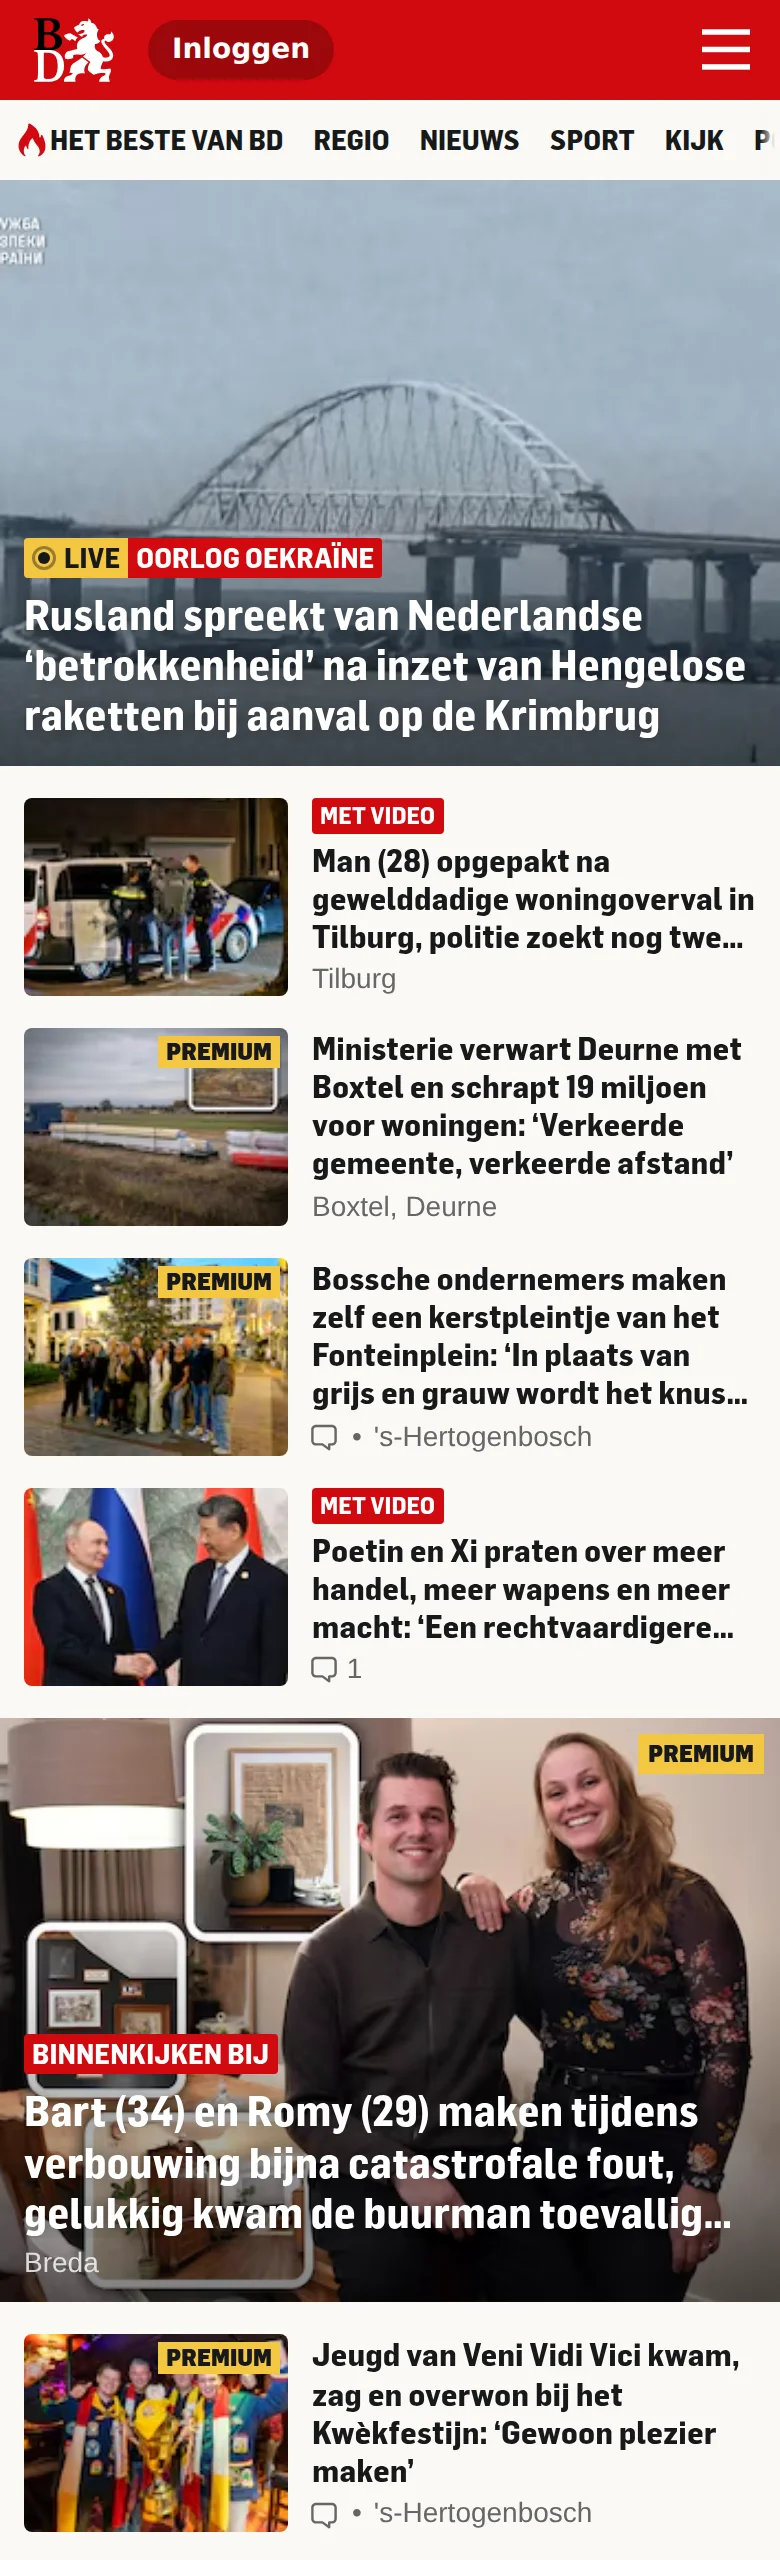 B
D
Inloggen
HET BESTE VAN BD
REGIO
NIEUWS
SPORT
KIJK
LIVE
OORLOG OEKRAÏNE
Rusland spreekt van Nederlandse
‘betrokkenheid’ na inzet van Hengelose
raketten bij aanval op de Krimbrug
MET VIDEO
Man (28) opgepakt na
gewelddadige woningoverval in
Tilburg, politie zoekt nog twe...
Tilburg
PREMIUM
Ministerie verwart Deurne met
Boxtel en schrapt 19 miljoen
voor woningen: ‘Verkeerde
gemeente, verkeerde afstand’
Boxtel, Deurne
PREMIUM
Bossche ondernemers maken
zelf een kerstpleintje van het
Fonteinplein: ‘In plaats van
grijs en grauw wordt het knus...
• 's-Hertogenbosch
MET VIDEO
Poetin en Xi praten over meer
handel, meer wapens en meer
macht: ‘Een rechtvaardigere...
1
PREMIUM
BINNENKIJKEN BIJ
Bart (34) en Romy (29) maken tijdens
verbouwing bijna catastrofale fout,
gelukkig kwam de buurman toevallig...
Breda
PREMIUM
Jeugd van Veni Vidi Vici kwam,
zag en overwon bij het
Kwèkfestijn: ‘Gewoon plezier
maken’
• 's-Hertogenbosch